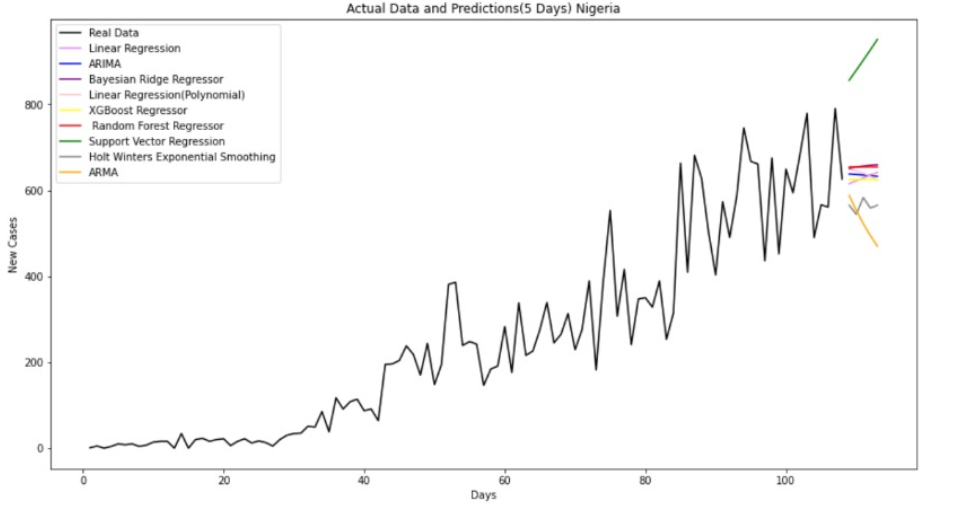 Actual Data and Predictions(5 Days) Nigeria
Real Data
Linear Regression
ARIMA
Bayesian Ridge Regressor
Linear Regression(Polynomial)
XGBoost Regressor
Random Forest Regressor
Support Vector Regression
Holt Winters Exponential Smoothing
ARMA
New Cases
800
600
400
200
0
0 20 40 60 80 100
Days